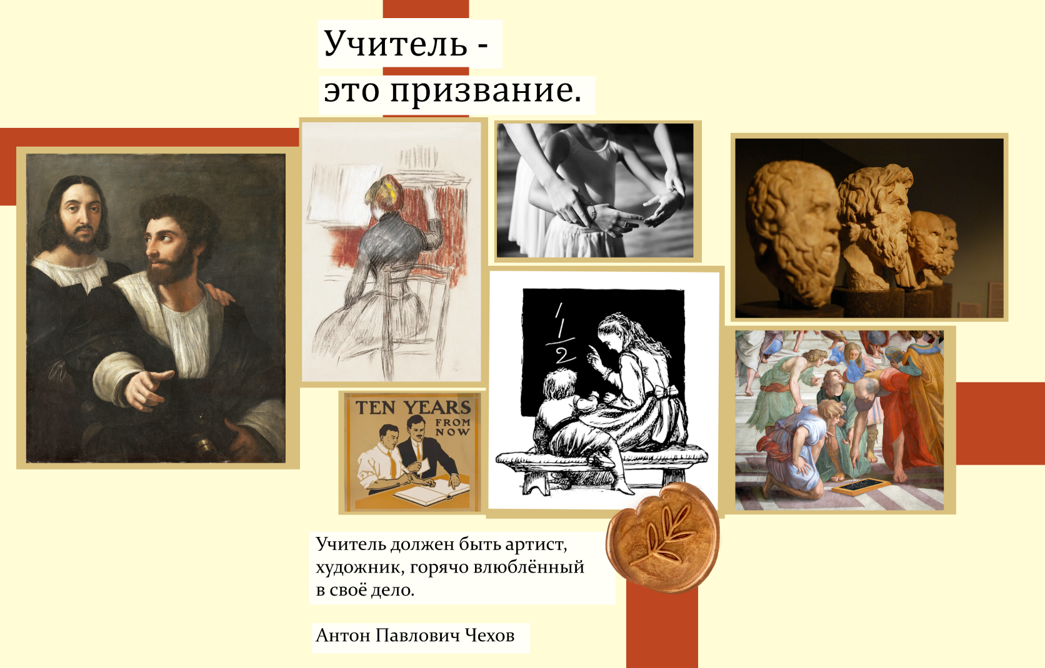 Учитель -
это призвание.
TEN YEARS
FROM
NOW
1
1
2
Учитель должен быть артист,
художник, горячо влюблённый
в своё дело.
Антон Павлович Чехов